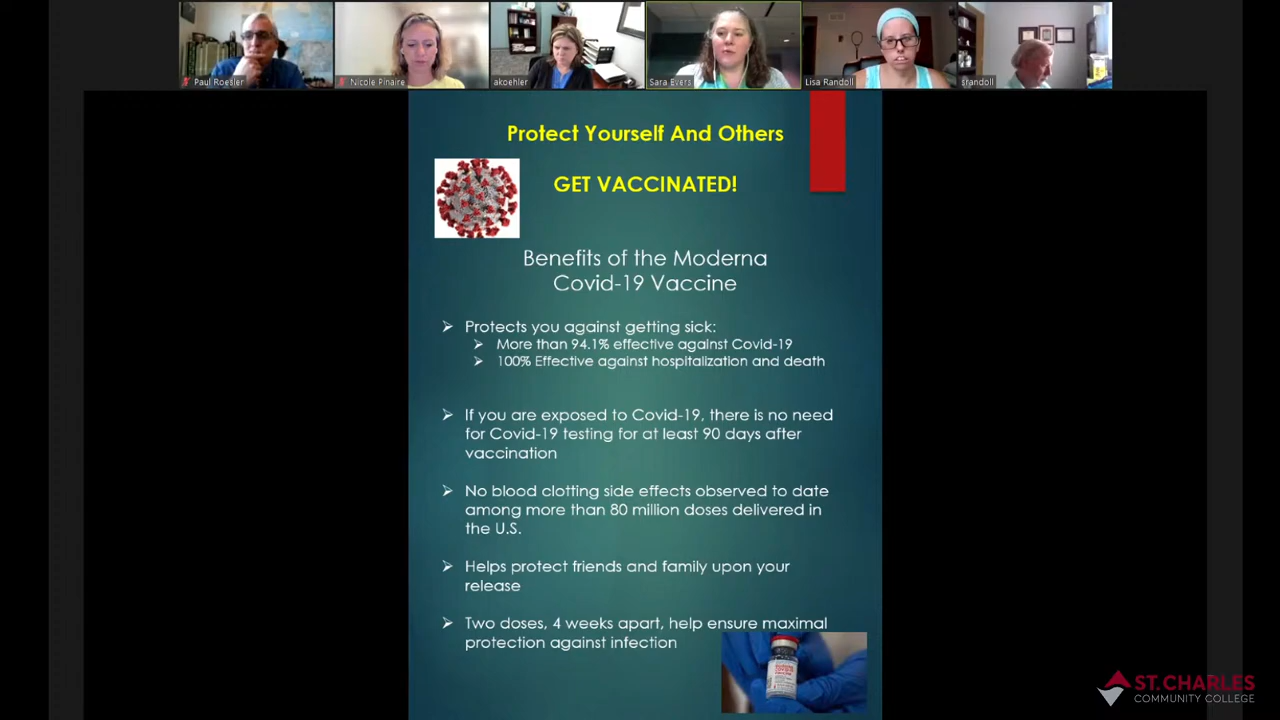 Paul Roesler
Nicole Pinaire
akoehler
Sara Evers
Lisa Randoll
srandoll
Protect Yourself And Others
GET VACCINATED!
Benefits of the Moderna
Covid-19 Vaccine
Protects you against getting sick:
More than 94.1% effective against Covid-19
100% Effective against hospitalization and death
If you are exposed to Covid-19, there is no need
for Covid-19 testing for at least 90 days after
vaccination
No blood clotting side effects observed to date
among more than 80 million doses delivered in
the U.S.
Helps protect friends and family upon your
release
Two doses, 4 weeks apart, help ensure maximal
protection against infection
ST. CHARLES
COMMUNITY COLLEGE